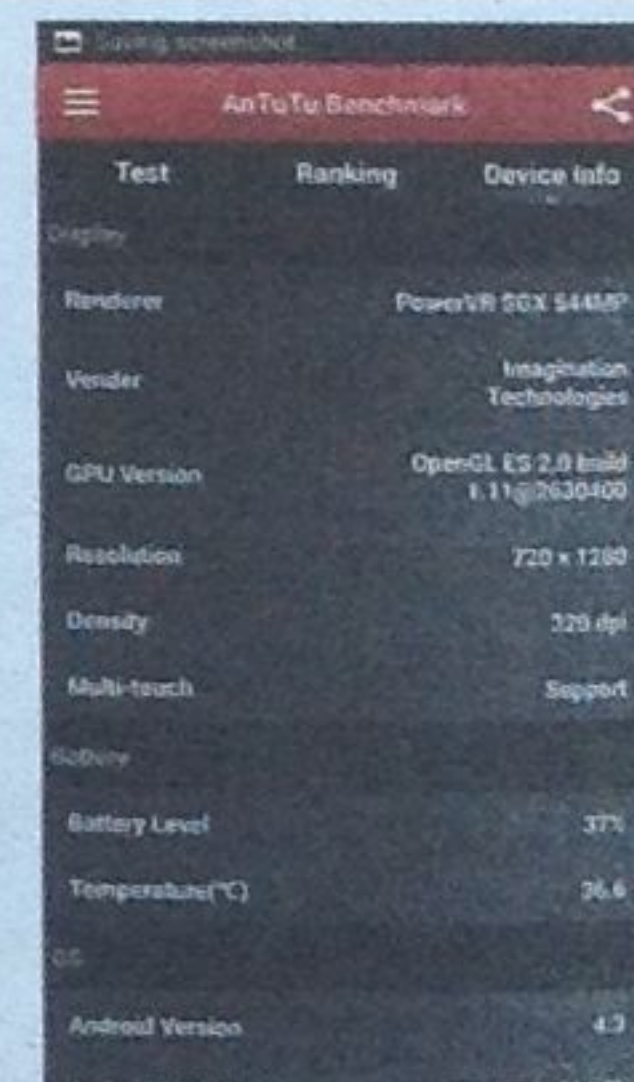 Saving screenshot
AnTuTu Benchmark
Test Ranking Device Info
Display
Renderer PowerVR SGX 544MP
Vender Imagination
Technologies
GPU Version OpenGL ES 2.0 build
1.11@2630400
Resolution 720 x 1280
Density 320 dpi
Multi-touch Support
Battery
Battery Level 37%
Temperature(°C) 36.6
OS
Android Version